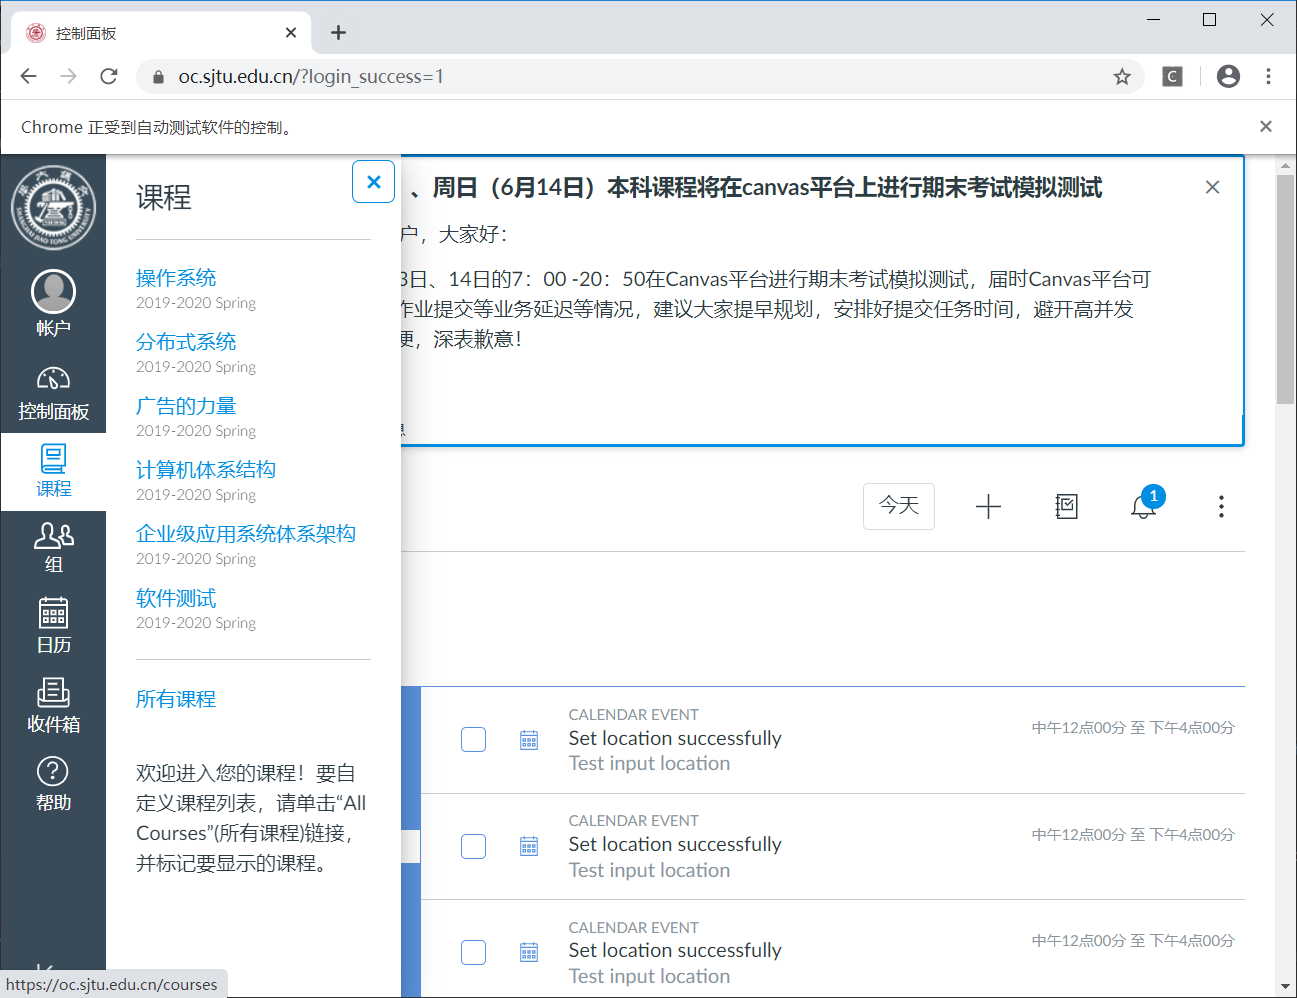 控制面板
oc.sjtu.edu.cn/?login_success=1
C
Chrome 正受到自动测试软件的控制。
帐户
控制面板
课程
组
日历
收件箱
帮助
课程
操作系统
2019-2020 Spring
分布式系统
2019-2020 Spring
广告的力量
2019-2020 Spring
计算机体系结构
2019-2020 Spring
企业级应用系统体系架构
2019-2020 Spring
软件测试
2019-2020 Spring
所有课程
欢迎进入您的课程！要自
定义课程列表，请单击“All
Courses”(所有课程)链接，
并标记要显示的课程。
、周日（6月14日）本科课程将在canvas平台上进行期末考试模拟测试
户，大家好：
3日、14日的7：00 -20：50在Canvas平台进行期末考试模拟测试，届时Canvas平台可
作业提交等业务延迟等情况，建议大家提早规划，安排好提交任务时间，避开高并发
便，深表歉意！
今天
1
CALENDAR EVENT
Set location successfully
Test input location
中午12点00分 至 下午4点00分
CALENDAR EVENT
Set location successfully
Test input location
中午12点00分 至 下午4点00分
CALENDAR EVENT
Set location successfully
Test input location
中午12点00分 至 下午4点00分
https://oc.sjtu.edu.cn/courses